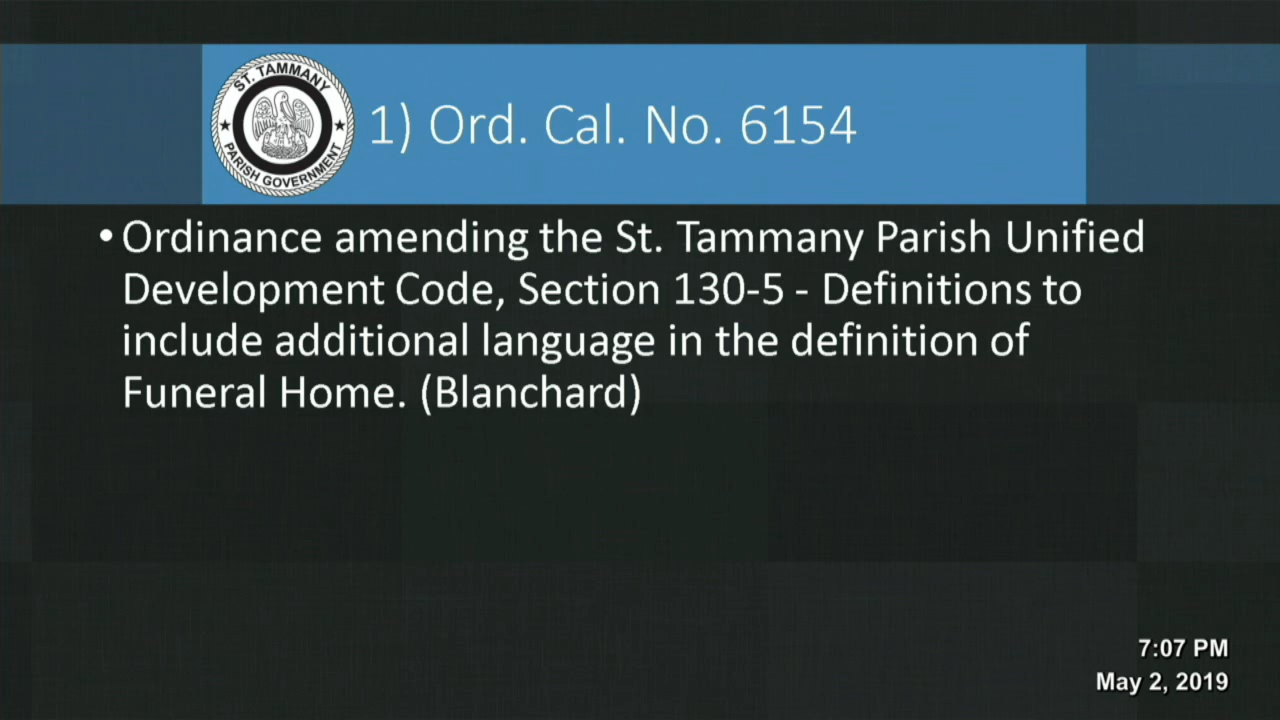 ST. TAMMANY
PARISH GOVERNMENT
1) Ord. Cal. No. 6154
• Ordinance amending the St. Tammany Parish Unified
Development Code, Section 130-5 - Definitions to
include additional language in the definition of
Funeral Home. (Blanchard)
7:07 PM
May 2, 2019